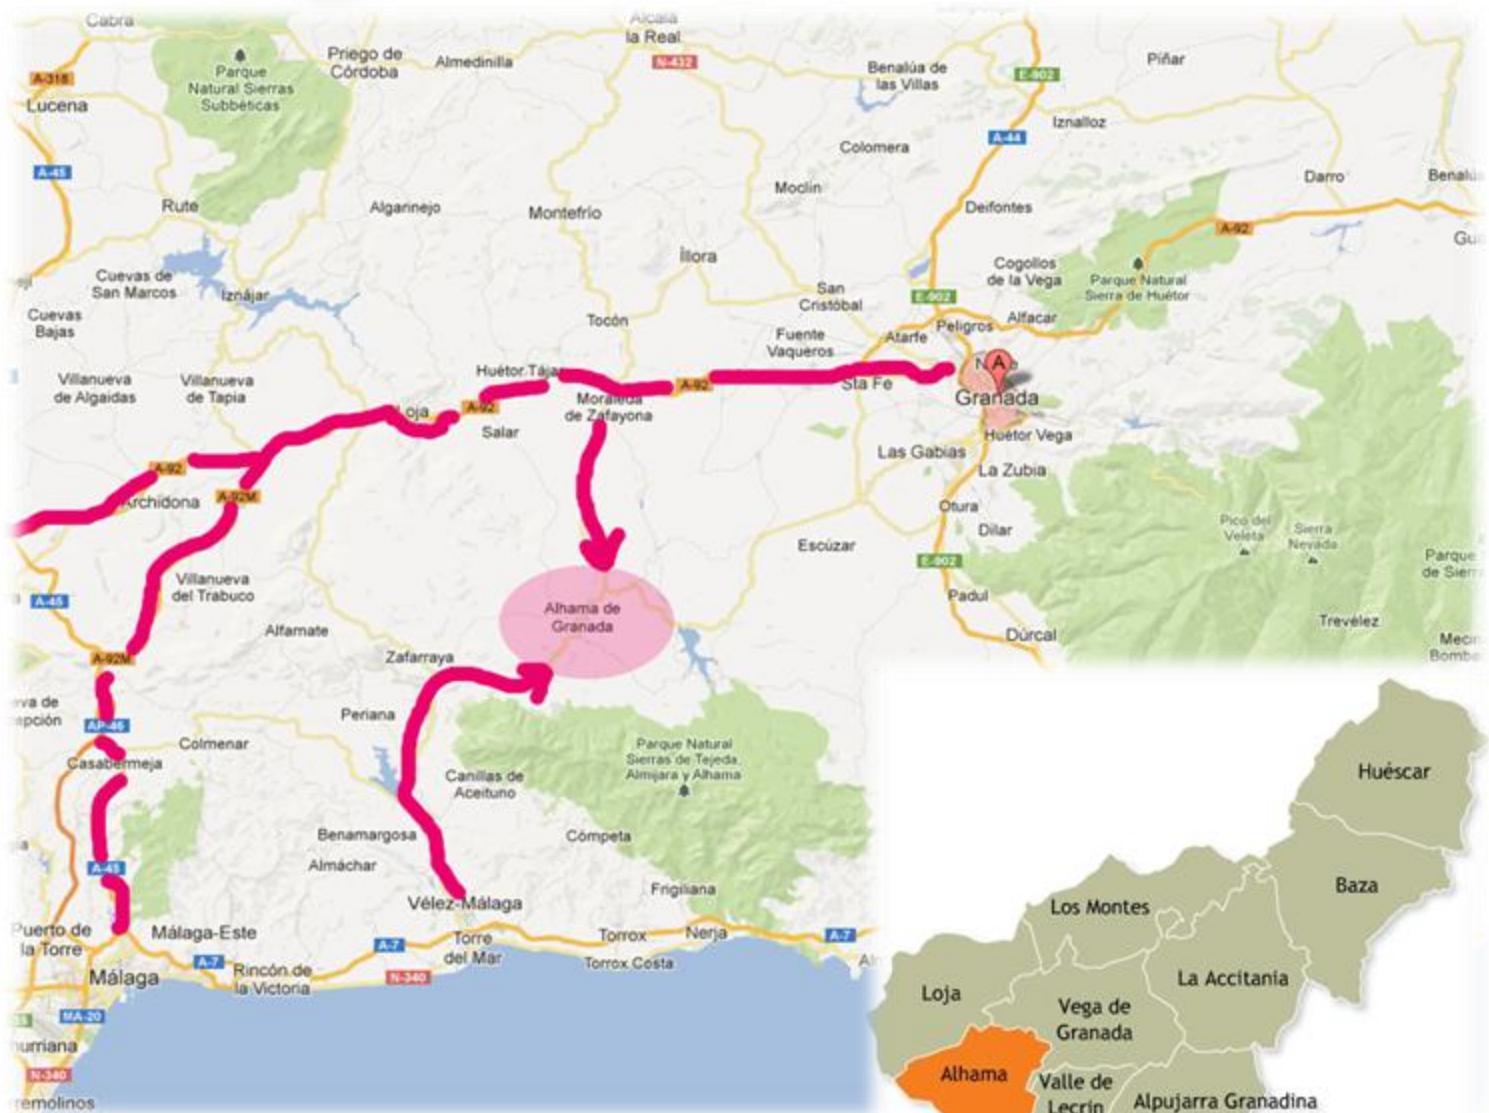 Cabra
Alcalá
la Real
Parque
Natural Sierras
Subbéticas
Priego de
Córdoba
Almedinilla
N-432
Benalúa de
las Villas
E-902
Píñar
A-318
Lucena
Iznalloz
A-44
Colomera
A-45
Moclín
Darro
Rute
Algarinejo
Montefrío
Deifontes
A-92
Íllora
Cuevas de
San Marcos
Iznájar
Cogollos
de la Vega
Parque Natural
Sierra de Huétor
San
Cristóbal
E-902
Cuevas
Bajas
Tocón
Fuente
Vaqueros
Atarfe
Peligros
Alfacar
Villanueva
de Algaidas
Villanueva
de Tapia
Huétor Tájar
A-92
Sta Fe
A
Granada
Moraleda
de Zafayona
Loja
A-92
Salar
Huétor Vega
Las Gabias
La Zubia
A-92
Archidona
A-92M
Otura
Dílar
Pico del
Veleta
Sierra
Nevada
Escúzar
E-902
Parque
de Sierra
Villanueva
del Trabuco
A-45
Padul
Alhama de
Granada
Trevélez
Alfarnate
Dúrcal
Zafarraya
A-92M
Periana
AP-46
Colmenar
Casabermeja
Parque Natural
Sierras de Tejeda,
Almijara y Alhama
Canillas de
Aceituno
Huéscar
Benamargosa
Cómpeta
Almáchar
A-45
Frigiliana
Baza
Vélez-Málaga
Los Montes
Puerto de
la Torre
Málaga-Este
A-7
Torre
del Mar
Torrox
Nerja
A-7
Torrox Costa
A-7
Rincón de
la Victoria
N-340
Málaga
La Accitania
Loja
Vega de
Granada
MA-20
N-340
Alhama
Valle de
Lecrín
Alpujarra Granadina